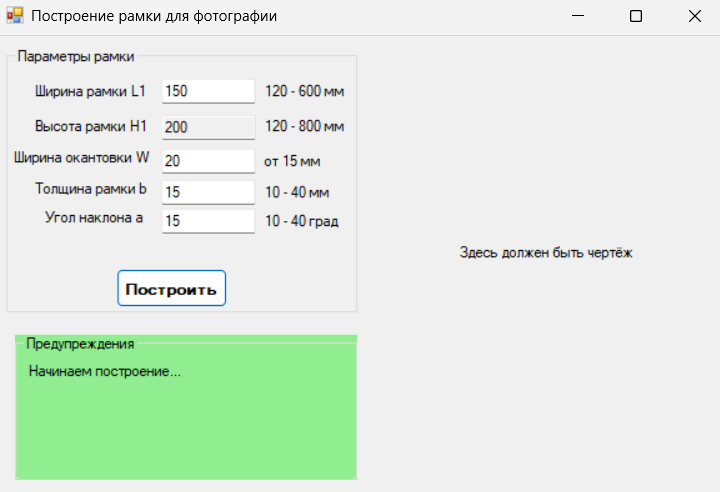 Построение рамки для фотографии
Параметры рамки
Ширина рамки L1 150 120 - 600 мм
Высота рамки H1 200 120 - 800 мм
Ширина окантовки W 20 от 15 мм
Толщина рамки b 15 10 - 40 мм
Угол наклона a 15 10 - 40 град
Построить
Здесь должен быть чертёж
Предупреждения
Начинаем построение...